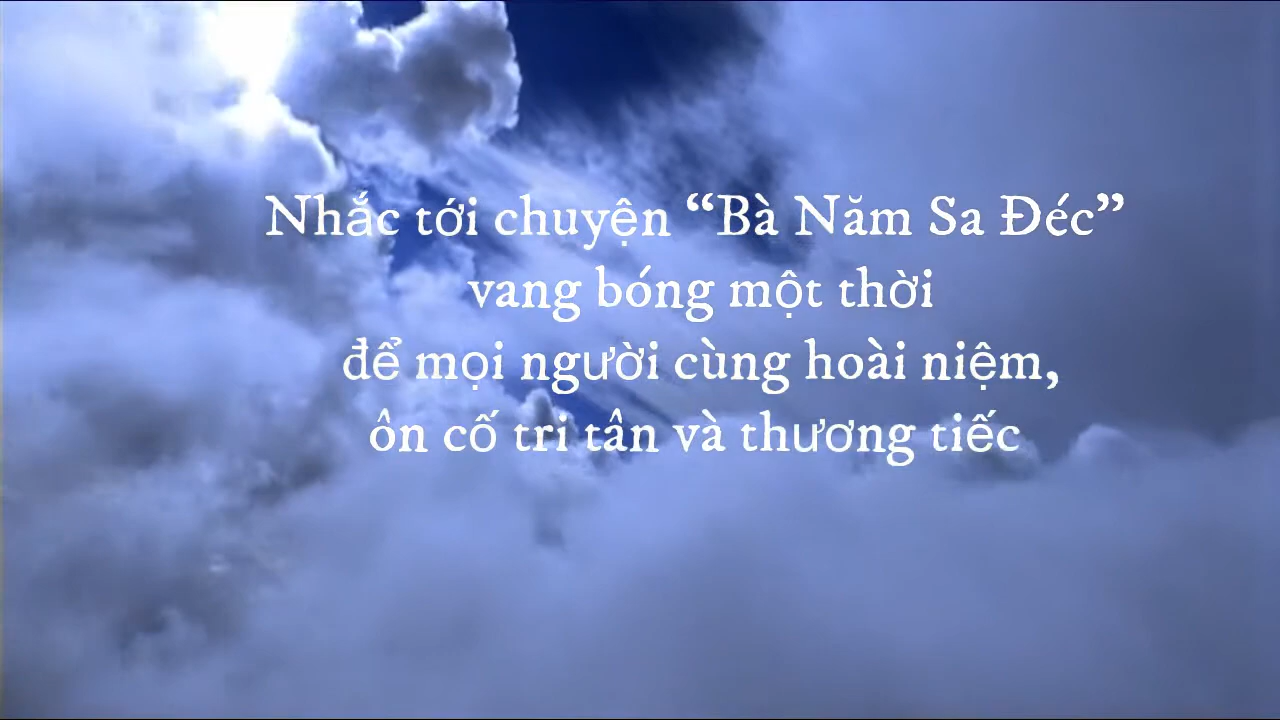 Nhắc tới chuyện “Bà Năm Sa Đéc”
vang bóng một thời
để mọi người cùng hoài niệm,
ôn cố tri tân và thương tiếc